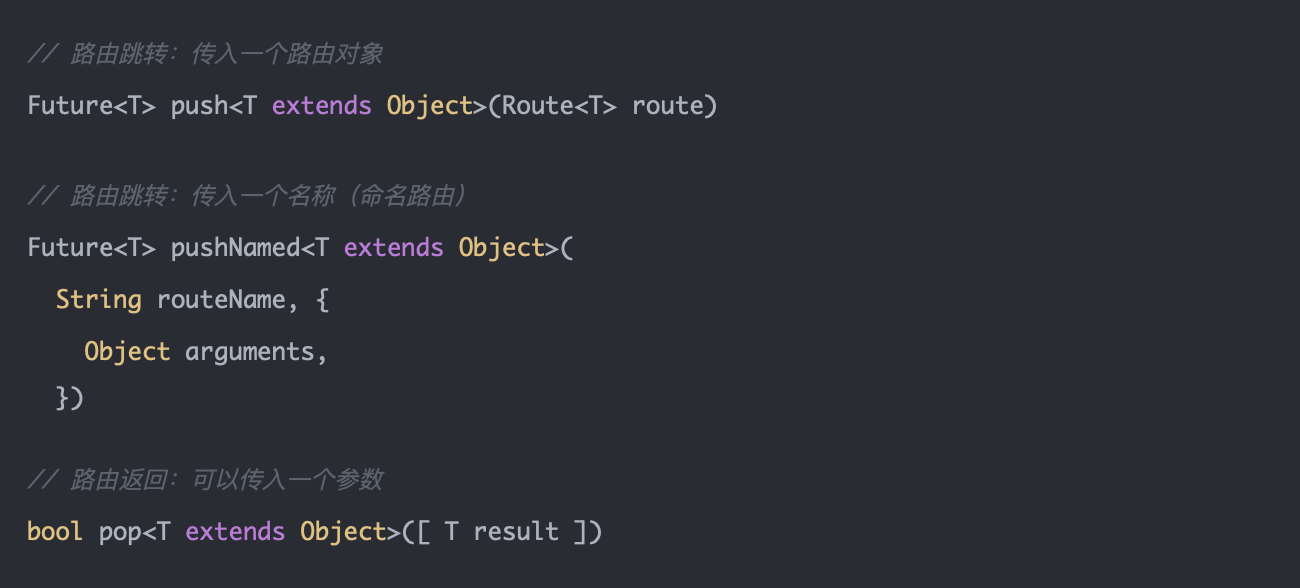 // 路由跳转：传入一个路由对象
Future<T> push<T extends Object>(Route<T> route)
// 路由跳转：传入一个名称（命名路由）
Future<T> pushNamed<T extends Object>(
  String routeName, {
    Object arguments,
  })
// 路由返回：可以传入一个参数
bool pop<T extends Object>([ T result ])